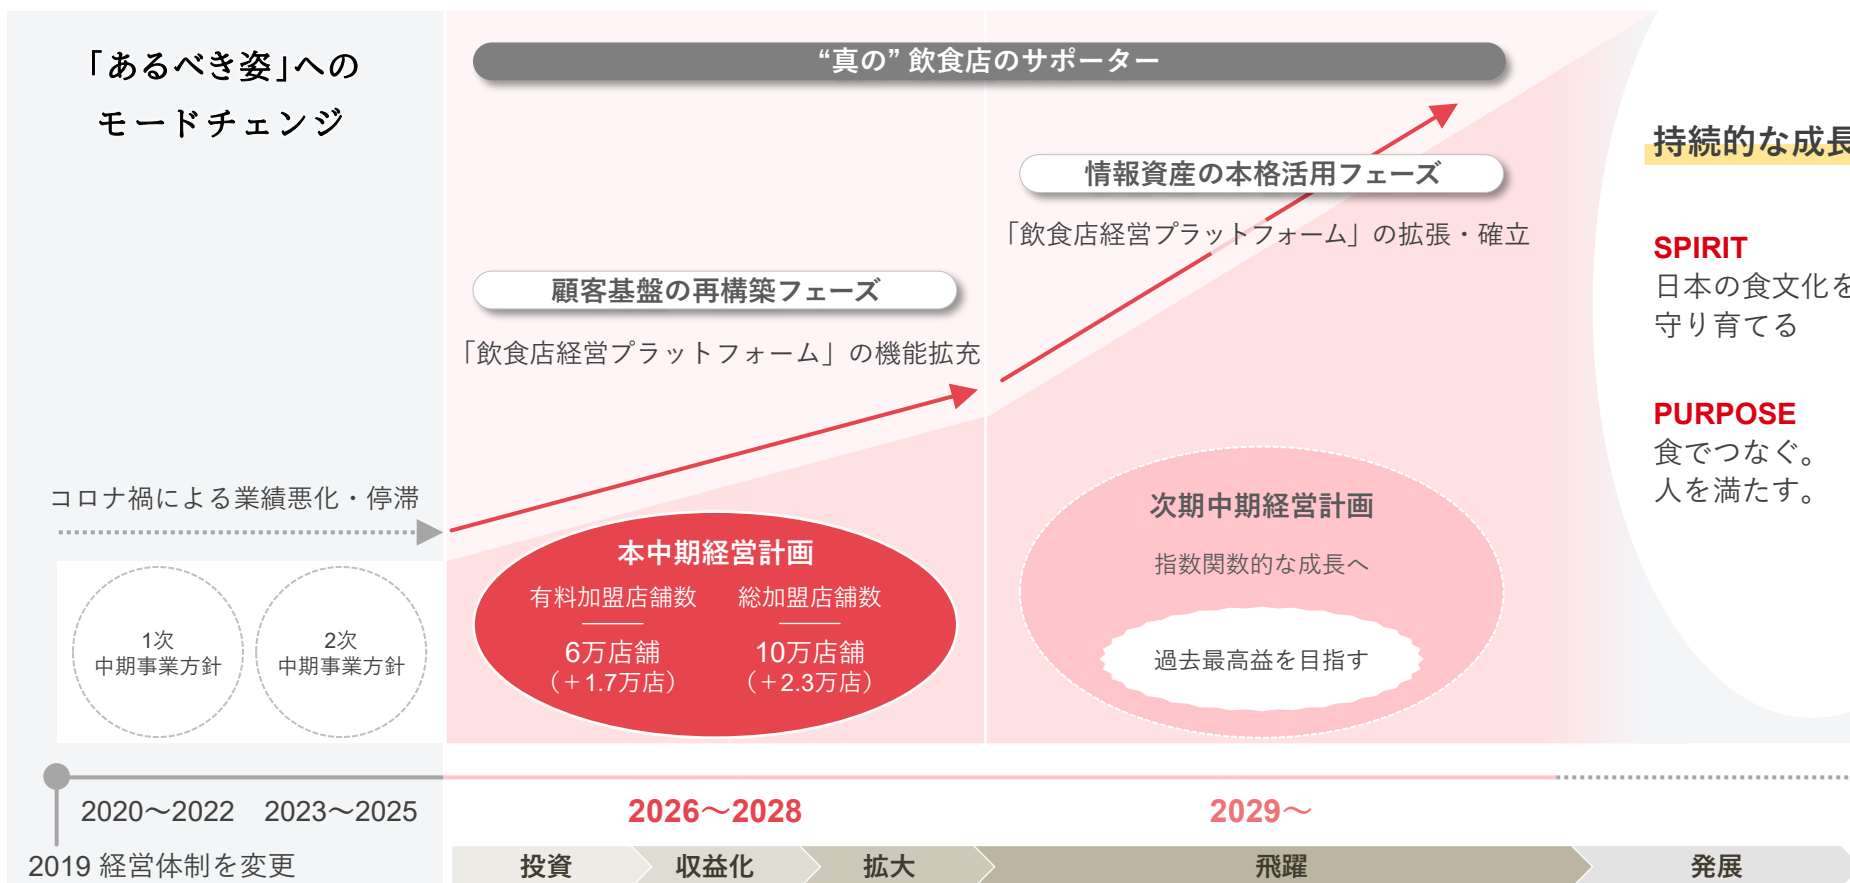 「あるべき姿」への
モードチェンジ
“真の” 飲食店のサポーター
情報資産の本格活用フェーズ
「飲食店経営プラットフォーム」の拡張・確立
顧客基盤の再構築フェーズ
「飲食店経営プラットフォーム」の機能拡充
持続的な成長
SPIRIT
日本の食文化を
守り育てる
PURPOSE
食でつなぐ。
人を満たす。
コロナ禍による業績悪化・停滞
1次
中期事業方針
2次
中期事業方針
本中期経営計画
有料加盟店舗数 総加盟店舗数
6万店舗 10万店舗
（＋1.7万店） （＋2.3万店）
次期中期経営計画
指数関数的な成長へ
過去最高益を目指す
2020〜2022 2023〜2025 2026〜2028 2029〜
2019 経営体制を変更
投資 収益化 拡大 飛躍 発展